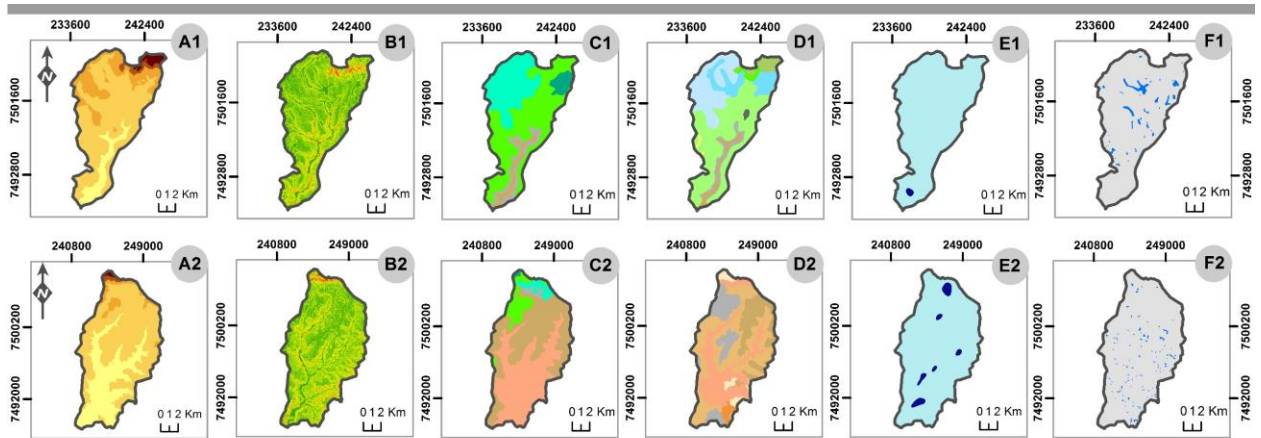 233600 242400 A1
7501600
7492800
0 1 2 Km
N
233600 242400 B1
7501600
7492800
0 1 2 Km
233600 242400 C1
7501600
7492800
0 1 2 Km
233600 242400 D1
7501600
7492800
0 1 2 Km
233600 242400 E1
7501600
7492800
0 1 2 Km
233600 242400 F1
7501600
7492800
0 1 2 Km
240800 249000 A2
7500200
7492000
0 1 2 Km
N
240800 249000 B2
7500200
7492000
0 1 2 Km
240800 249000 C2
7500200
7492000
0 1 2 Km
240800 249000 D2
7500200
7492000
0 1 2 Km
240800 249000 E2
7500200
7492000
0 1 2 Km
240800 249000 F2
7500200
7492000
0 1 2 Km